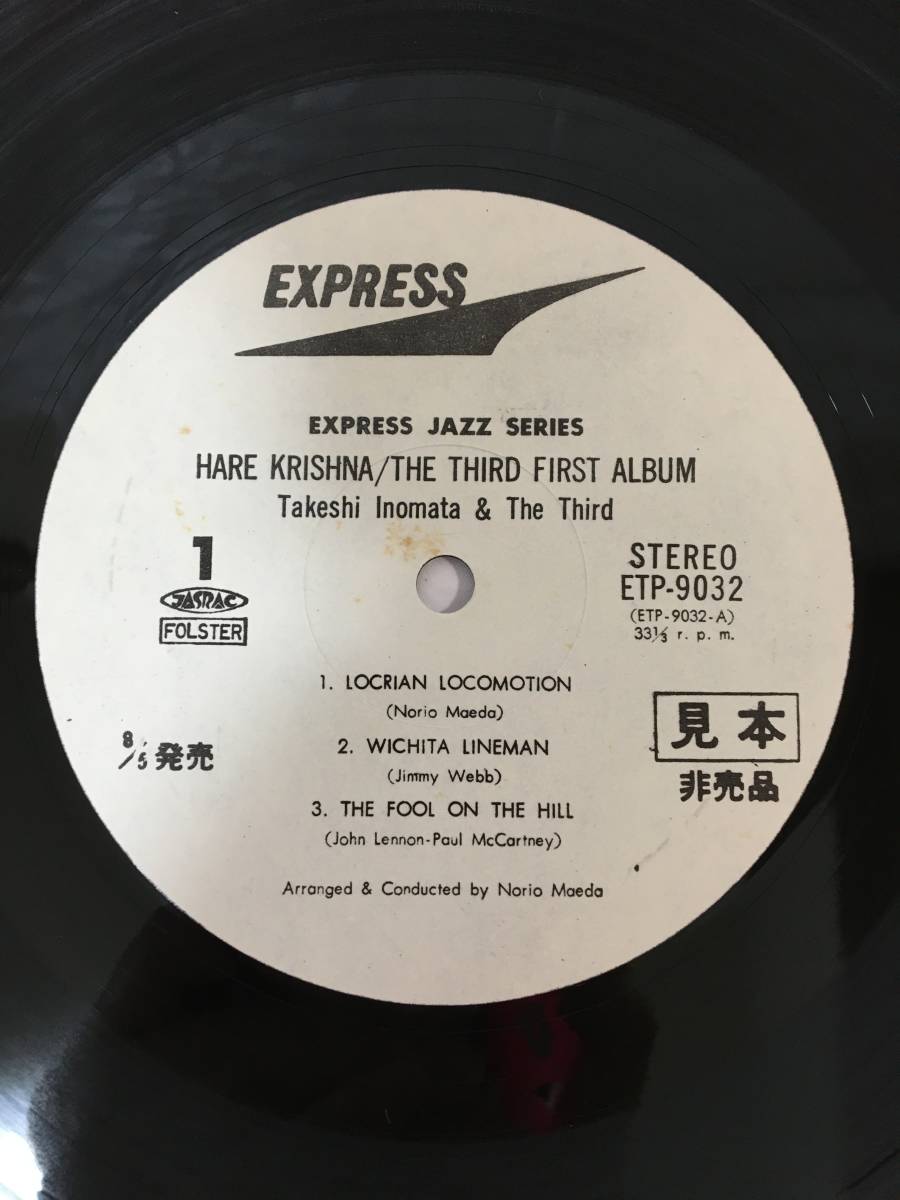 EXPRESS
EXPRESS JAZZ SERIES
HARE KRISHNA/THE THIRD FIRST ALBUM
Takeshi Inomata & The Third
1
JASRAC
FOLSTER
STEREO
ETP-9032
(ETP-9032-A)
33⅓ r. p. m.
1. LOCRIAN LOCOMOTION
(Norio Maeda)
2. WICHITA LINEMAN
(Jimmy Webb)
3. THE FOOL ON THE HILL
(John Lennon-Paul McCartney)
8/5発売
見本
非売品
Arranged & Conducted by Norio Maeda